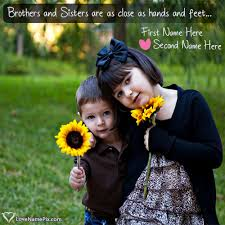 Brothers and Sisters are as close as hands and feet...
First Name Here
Second Name Here
LoveNamePix.com